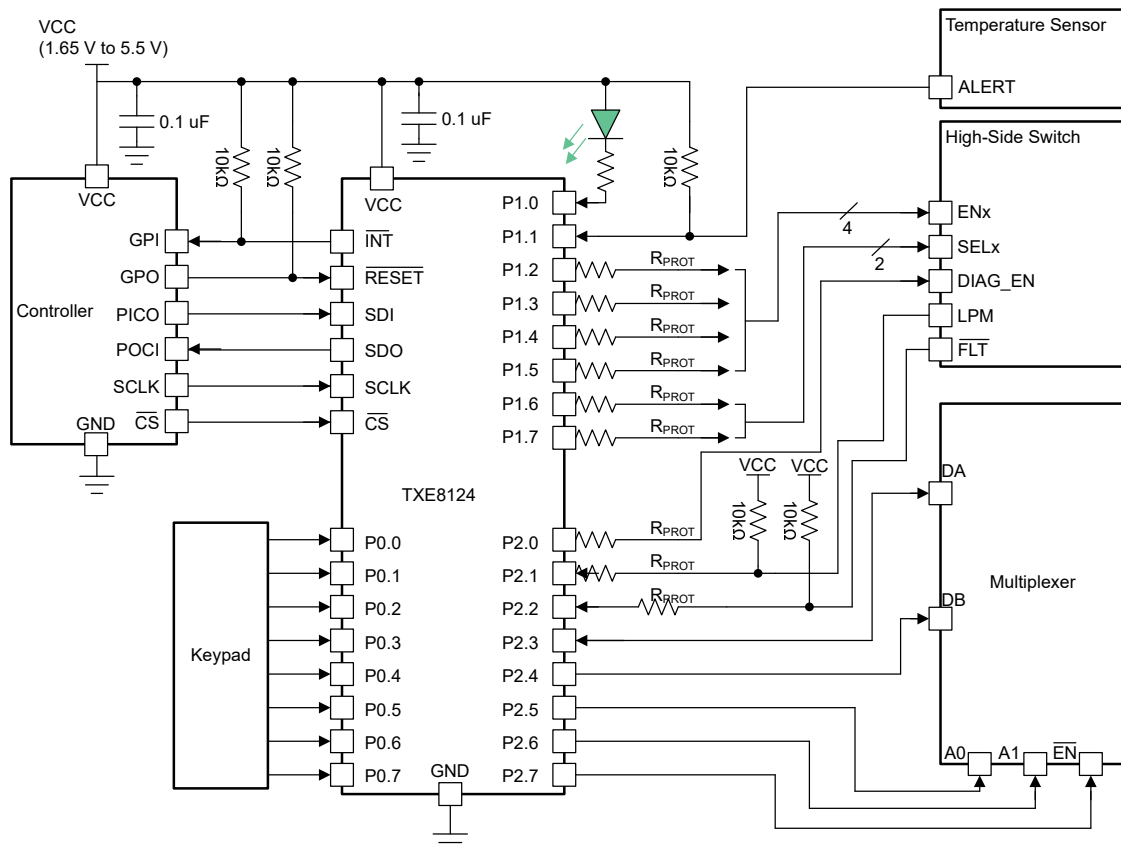 VCC
(1.65 V to 5.5 V)
0.1 uF
10kΩ
10kΩ
0.1 uF
10kΩ
Temperature Sensor
ALERT
High-Side Switch
ENx
SELx
DIAG_EN
LPM
FLT
4
2
VCC
GPI
GPO
Controller
PICO
POCI
SCLK
CS
GND
VCC
INT
RESET
SDI
SDO
SCLK
CS
TXE8124
P1.0
P1.1
P1.2
P1.3
P1.4
P1.5
P1.6
P1.7
RPROT
RPROT
RPROT
RPROT
RPROT
RPROT
VCC
VCC
10kΩ
10kΩ
Keypad
P0.0
P0.1
P0.2
P0.3
P0.4
P0.5
P0.6
P0.7
GND
P2.0
P2.1
P2.2
P2.3
P2.4
P2.5
P2.6
P2.7
RPROT
RPROT
RPROT
DA
DB
Multiplexer
A0
A1
EN